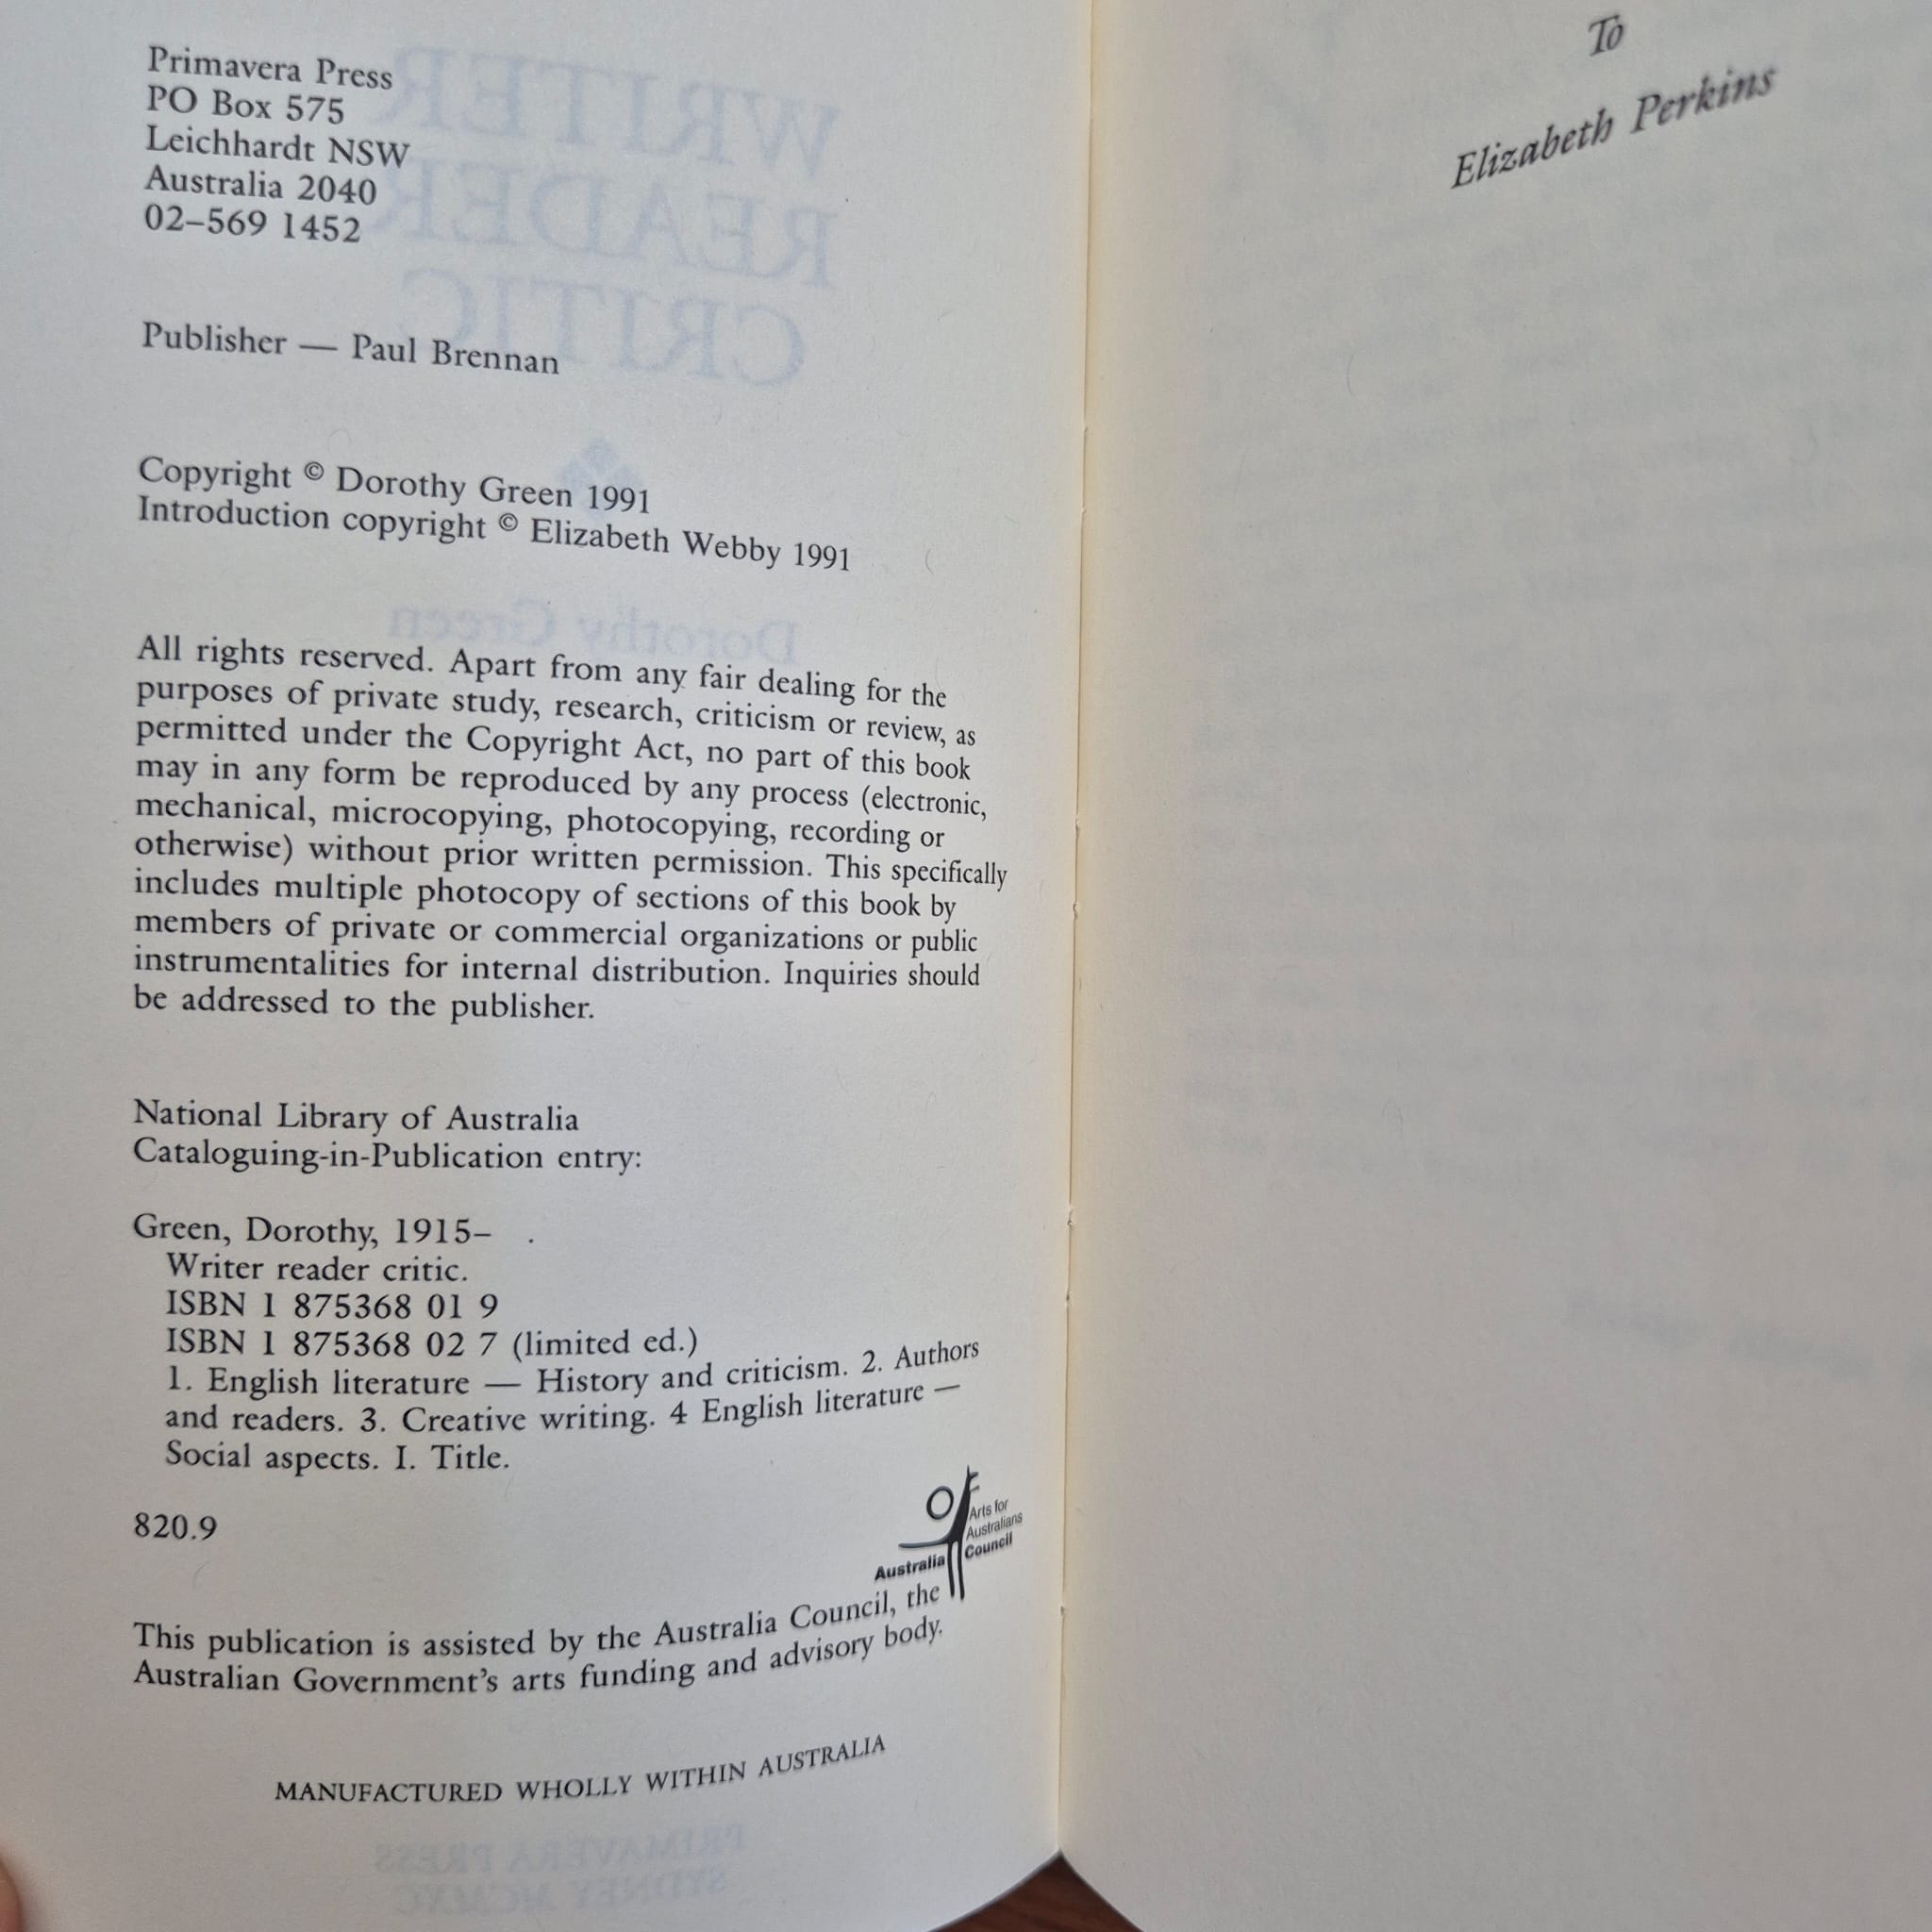 Primavera Press
PO Box 575
Leichhardt NSW
Australia 2040
02–569 1452
Publisher — Paul Brennan
Copyright © Dorothy Green 1991
Introduction copyright © Elizabeth Webby 1991
All rights reserved. Apart from any fair dealing for the
purposes of private study, research, criticism or review, as
permitted under the Copyright Act, no part of this book
may in any form be reproduced by any process (electronic,
mechanical, microcopying, photocopying, recording or
otherwise) without prior written permission. This specifically
includes multiple photocopy of sections of this book by
members of private or commercial organizations or public
instrumentalities for internal distribution. Inquiries should
be addressed to the publisher.
National Library of Australia
Cataloguing-in-Publication entry:
Green, Dorothy, 1915– .
Writer reader critic.
ISBN 1 875368 01 9
ISBN 1 875368 02 7 (limited ed.)
1. English literature — History and criticism. 2. Authors
and readers. 3. Creative writing. 4 English literature —
Social aspects. I. Title.
820.9
Arts for
Australians
Australia Council
This publication is assisted by the Australia Council, the
Australian Government's arts funding and advisory body.
MANUFACTURED WHOLLY WITHIN AUSTRALIA
WRITER
READER
CRITIC
Dorothy Green
PRIMAVERA PRESS
SYDNEY MCMXC
To
Elizabeth Perkins